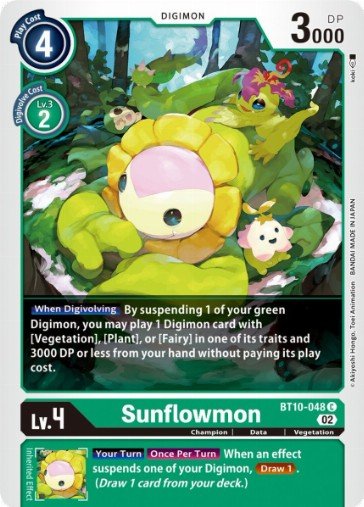 Play Cost
4
DIGIMON
DP
3000
Digivolve Cost
Lv.3
2
koki
© Akiyoshi Hongo, Toei Animation BANDAI MADE IN JAPAN
When Digivolving By suspending 1 of your green
Digimon, you may play 1 Digimon card with
[Vegetation], [Plant], or [Fairy] in one of its traits and
3000 DP or less from your hand without paying its play
cost.
Lv.4
Sunflowmon
BT10-048 C
02
Champion | Data | Vegetation
Inherited Effect
Your Turn Once Per Turn When an effect
suspends one of your Digimon, Draw 1.
(Draw 1 card from your deck.)